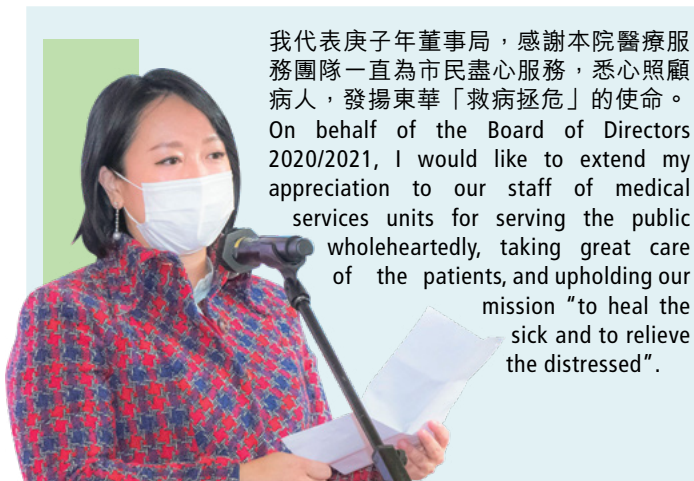 我代表庚子年董事局，感謝本院醫療服
務團隊一直為市民盡心服務，悉心照顧
病人，發揚東華「救病拯危」的使命。
On behalf of the Board of Directors
2020/2021, I would like to extend my
appreciation to our staff of medical
services units for serving the public
wholeheartedly, taking great care
of the patients, and upholding our
mission “to heal the
sick and to relieve
the distressed”.